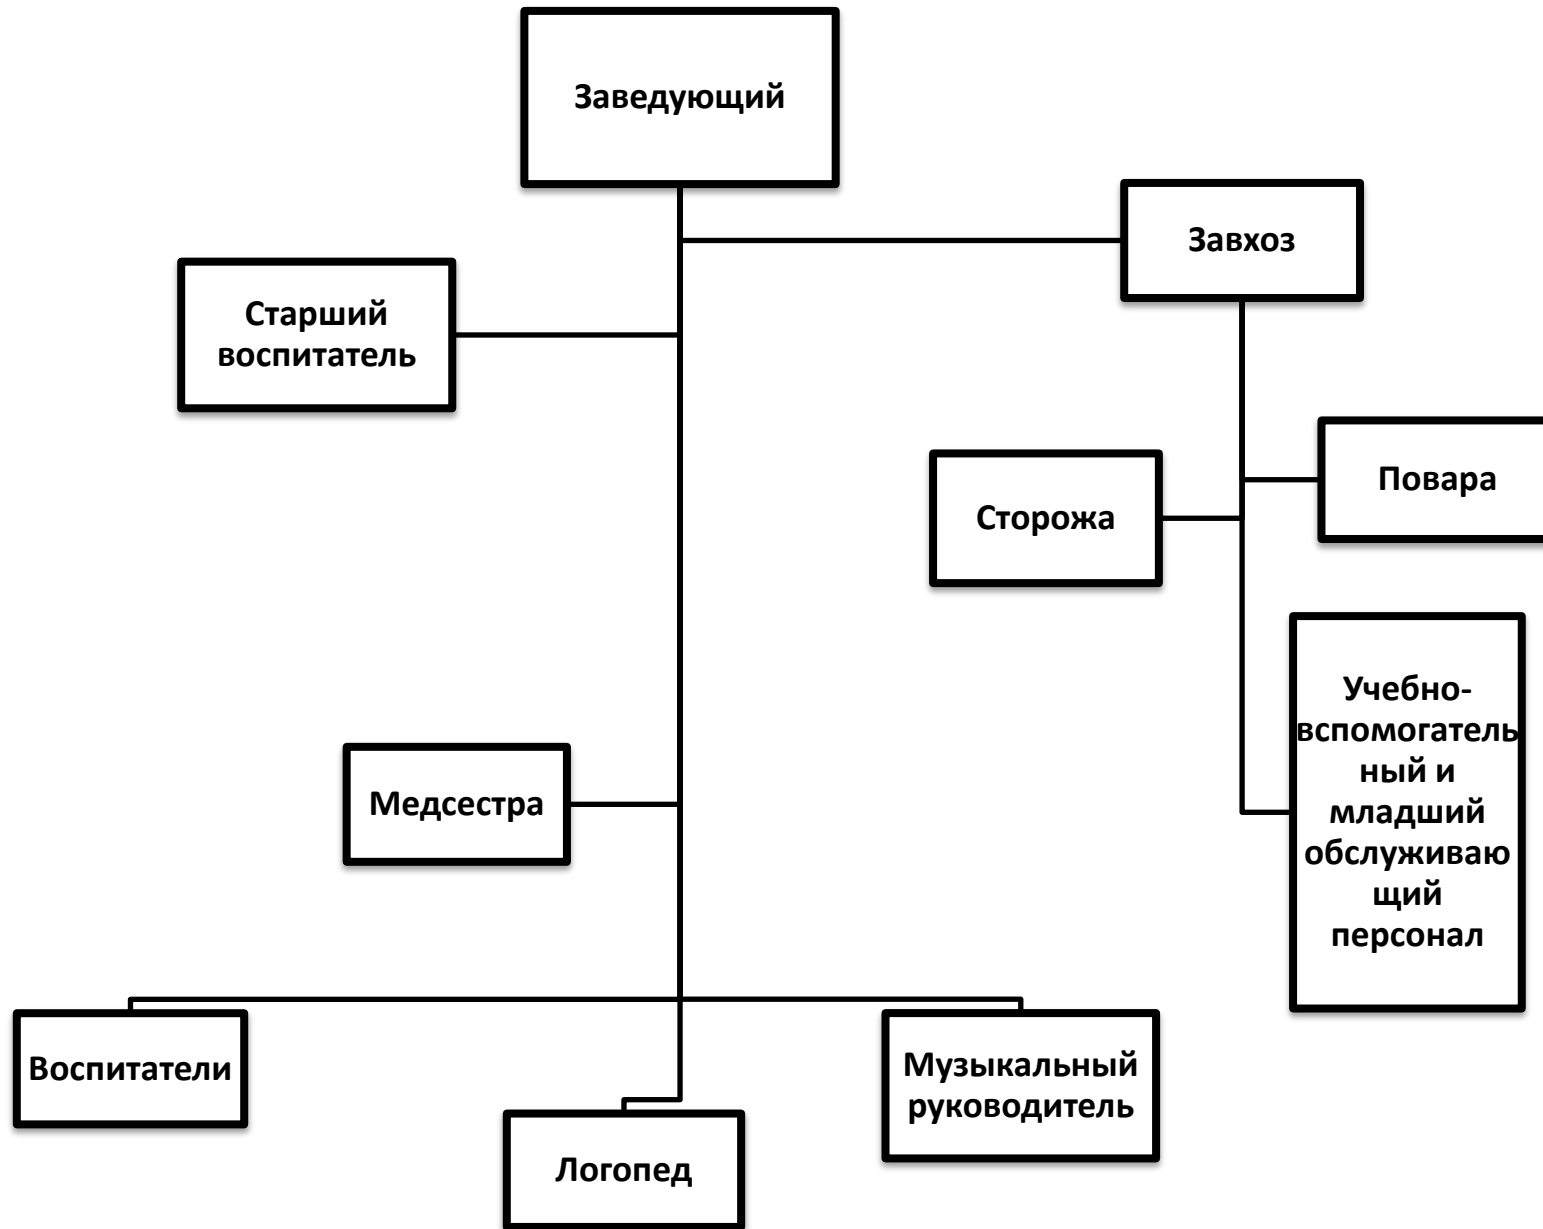 Заведующий
Завхоз
Старший
воспитатель
Повара
Сторожа
Учебно-
вспомогатель
ный и
младший
обслуживаю
щий
персонал
Медсестра
Воспитатели
Музыкальный
руководитель
Логопед